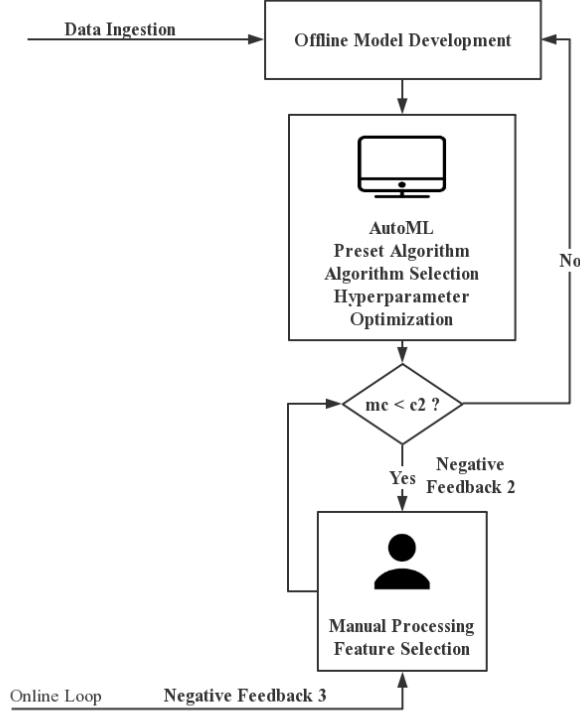 Data Ingestion
Offline Model Development
AutoML
Preset Algorithm
Algorithm Selection
Hyperparameter
Optimization
No
mc < c2 ?
Yes
Negative
Feedback 2
Manual Processing
Feature Selection
Online Loop
Negative Feedback 3